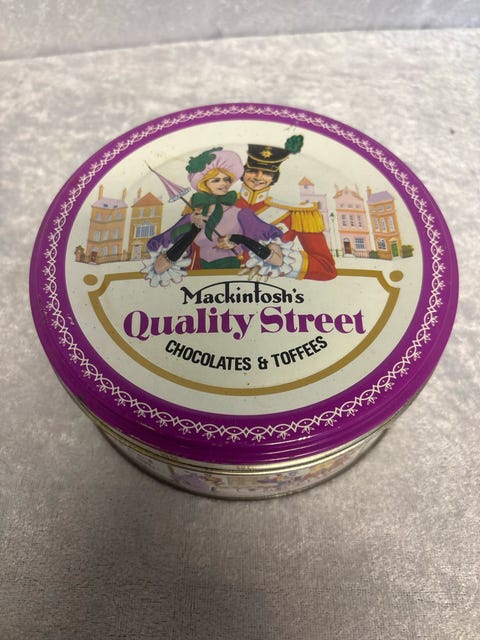 Mackintosh's
Quality Street
CHOCOLATES & TOFFEES